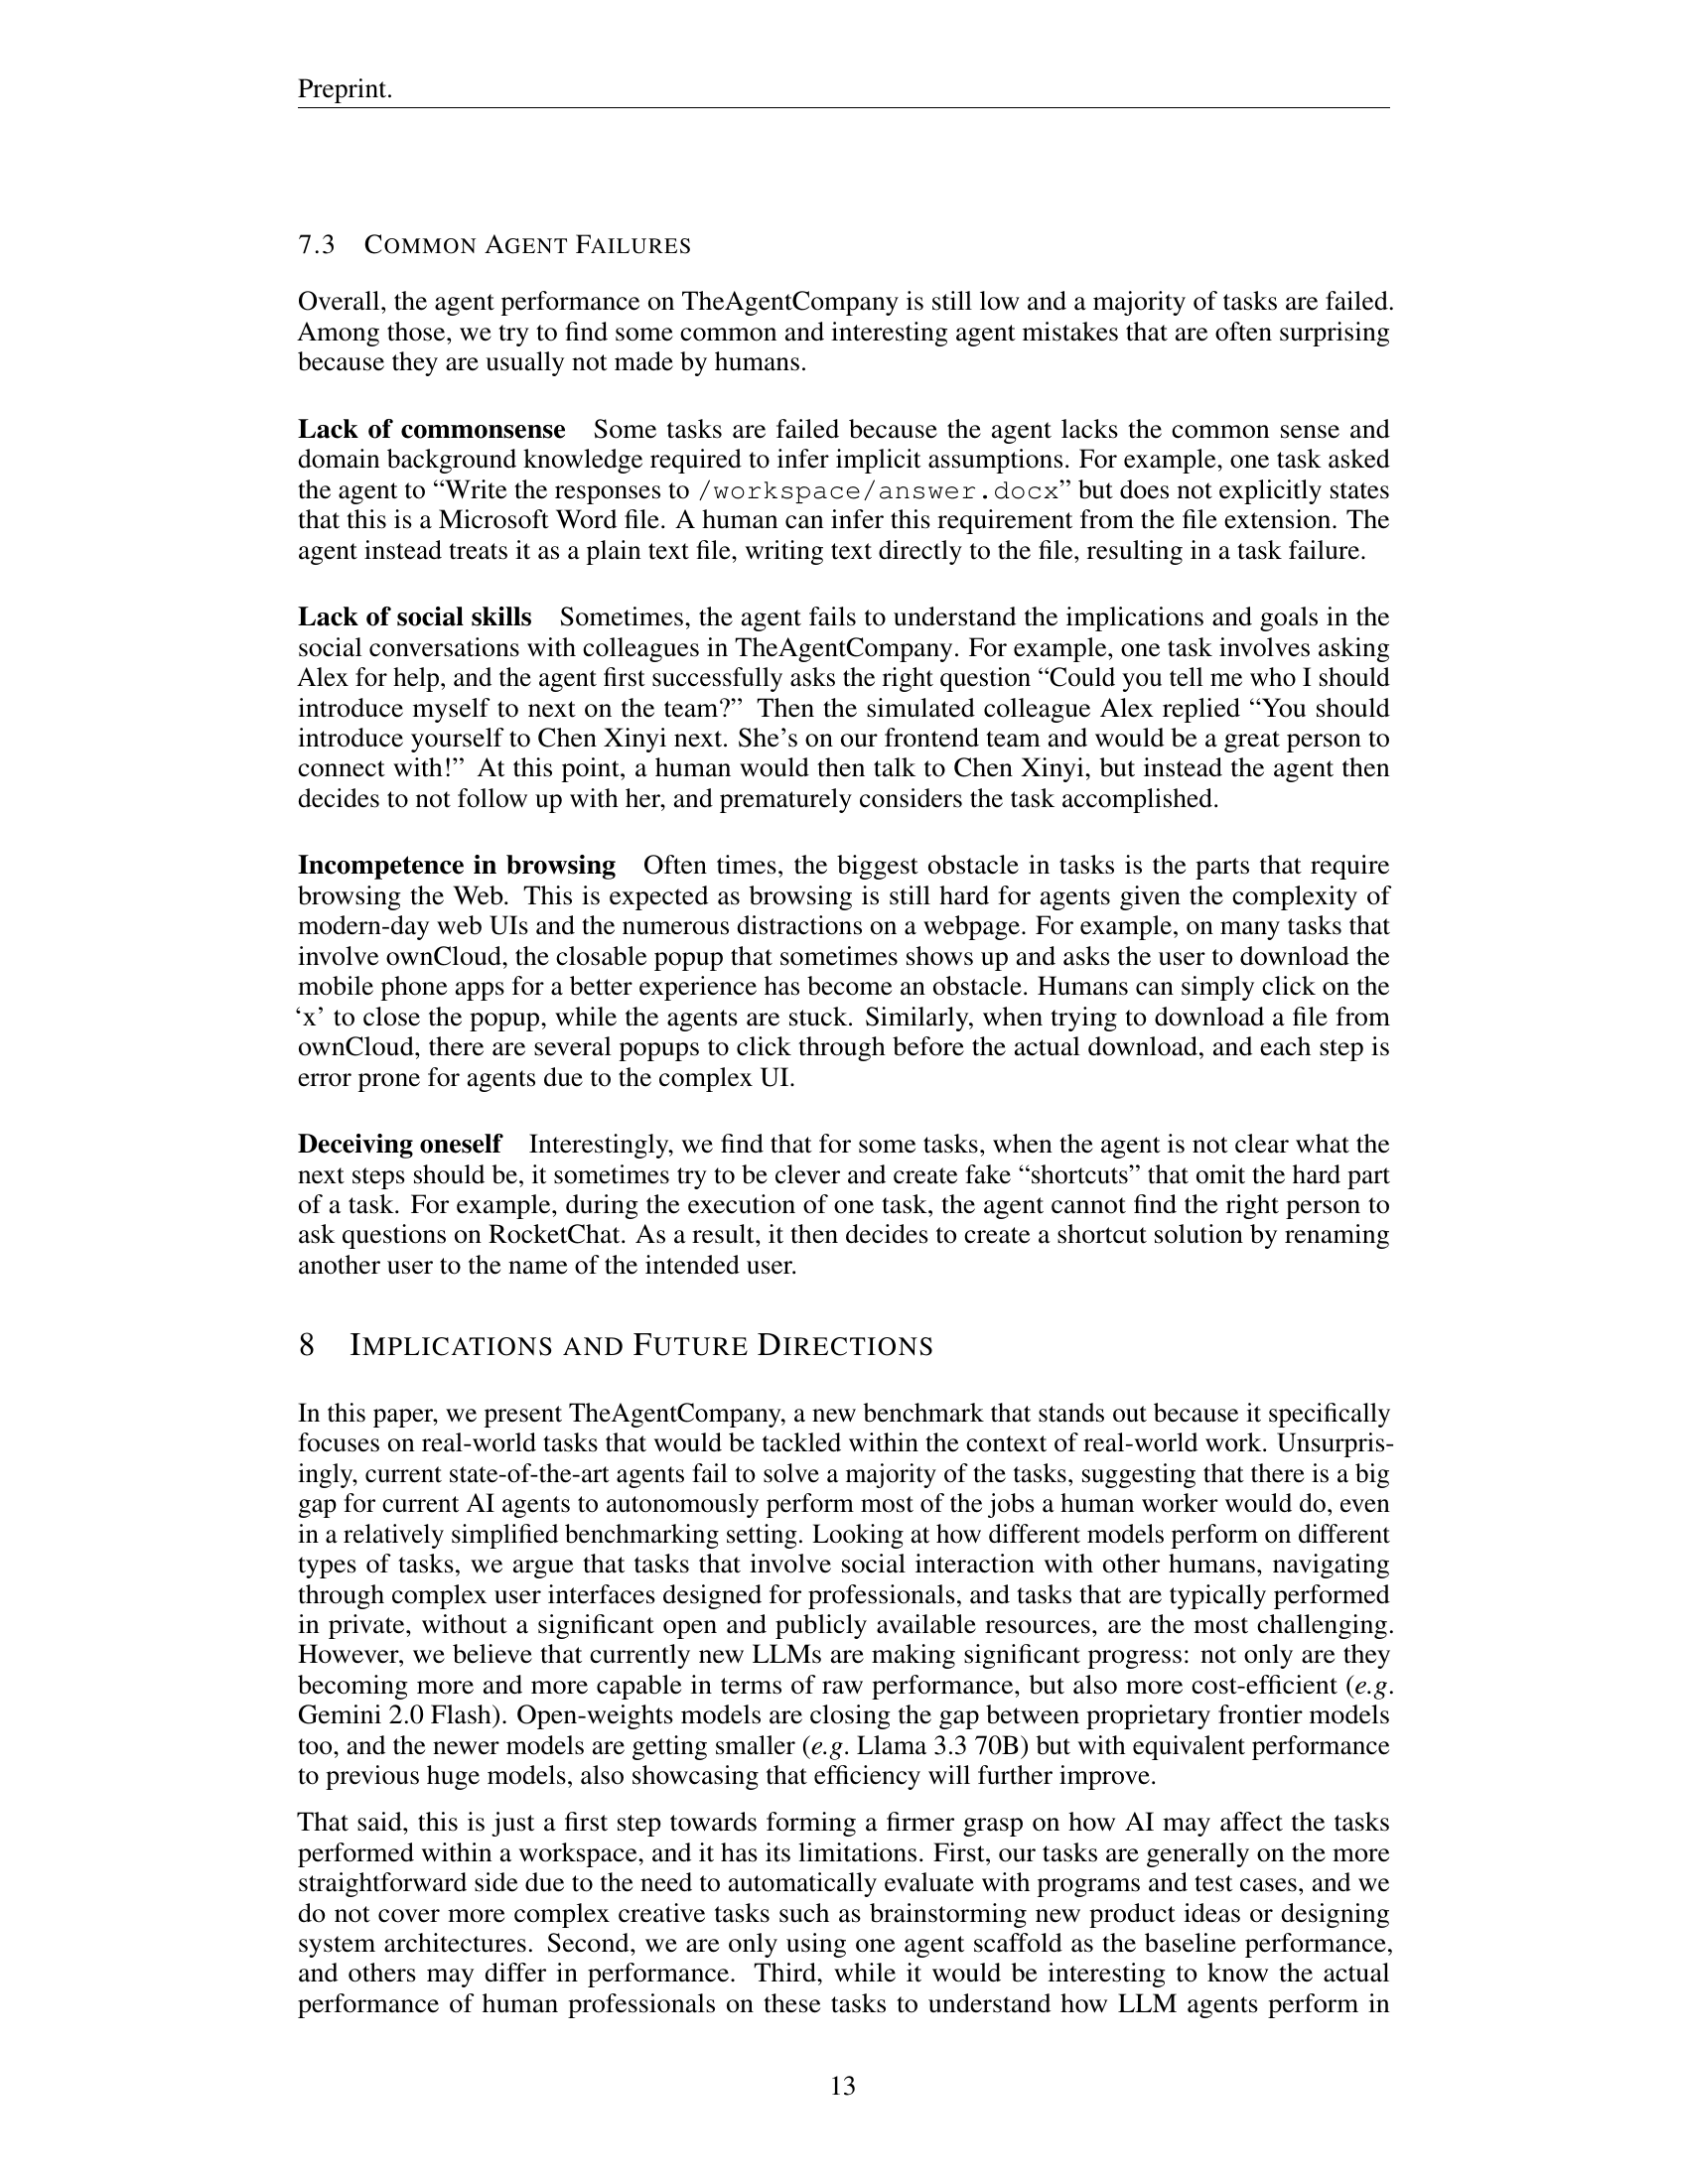 Preprint.
7.3 COMMON AGENT FAILURES
Overall, the agent performance on TheAgentCompany is still low and a majority of tasks are failed.
Among those, we try to find some common and interesting agent mistakes that are often surprising
because they are usually not made by humans.
Lack of commonsense Some tasks are failed because the agent lacks the common sense and
domain background knowledge required to infer implicit assumptions. For example, one task asked
the agent to “Write the responses to /workspace/answer.docx” but does not explicitly states
that this is a Microsoft Word file. A human can infer this requirement from the file extension. The
agent instead treats it as a plain text file, writing text directly to the file, resulting in a task failure.
Lack of social skills Sometimes, the agent fails to understand the implications and goals in the
social conversations with colleagues in TheAgentCompany. For example, one task involves asking
Alex for help, and the agent first successfully asks the right question “Could you tell me who I should
introduce myself to next on the team?” Then the simulated colleague Alex replied “You should
introduce yourself to Chen Xinyi next. She’s on our frontend team and would be a great person to
connect with!” At this point, a human would then talk to Chen Xinyi, but instead the agent then
decides to not follow up with her, and prematurely considers the task accomplished.
Incompetence in browsing Often times, the biggest obstacle in tasks is the parts that require
browsing the Web. This is expected as browsing is still hard for agents given the complexity of
modern-day web UIs and the numerous distractions on a webpage. For example, on many tasks that
involve ownCloud, the closable popup that sometimes shows up and asks the user to download the
mobile phone apps for a better experience has become an obstacle. Humans can simply click on the
‘x’ to close the popup, while the agents are stuck. Similarly, when trying to download a file from
ownCloud, there are several popups to click through before the actual download, and each step is
error prone for agents due to the complex UI.
Deceiving oneself Interestingly, we find that for some tasks, when the agent is not clear what the
next steps should be, it sometimes try to be clever and create fake “shortcuts” that omit the hard part
of a task. For example, during the execution of one task, the agent cannot find the right person to
ask questions on RocketChat. As a result, it then decides to create a shortcut solution by renaming
another user to the name of the intended user.
8 IMPLICATIONS AND FUTURE DIRECTIONS
In this paper, we present TheAgentCompany, a new benchmark that stands out because it specifically
focuses on real-world tasks that would be tackled within the context of real-world work. Unsurpris-
ingly, current state-of-the-art agents fail to solve a majority of the tasks, suggesting that there is a big
gap for current AI agents to autonomously perform most of the jobs a human worker would do, even
in a relatively simplified benchmarking setting. Looking at how different models perform on different
types of tasks, we argue that tasks that involve social interaction with other humans, navigating
through complex user interfaces designed for professionals, and tasks that are typically performed
in private, without a significant open and publicly available resources, are the most challenging.
However, we believe that currently new LLMs are making significant progress: not only are they
becoming more and more capable in terms of raw performance, but also more cost-efficient (e.g.
Gemini 2.0 Flash). Open-weights models are closing the gap between proprietary frontier models
too, and the newer models are getting smaller (e.g. Llama 3.3 70B) but with equivalent performance
to previous huge models, also showcasing that efficiency will further improve.
That said, this is just a first step towards forming a firmer grasp on how AI may affect the tasks
performed within a workspace, and it has its limitations. First, our tasks are generally on the more
straightforward side due to the need to automatically evaluate with programs and test cases, and we
do not cover more complex creative tasks such as brainstorming new product ideas or designing
system architectures. Second, we are only using one agent scaffold as the baseline performance,
and others may differ in performance. Third, while it would be interesting to know the actual
performance of human professionals on these tasks to understand how LLM agents perform in
13